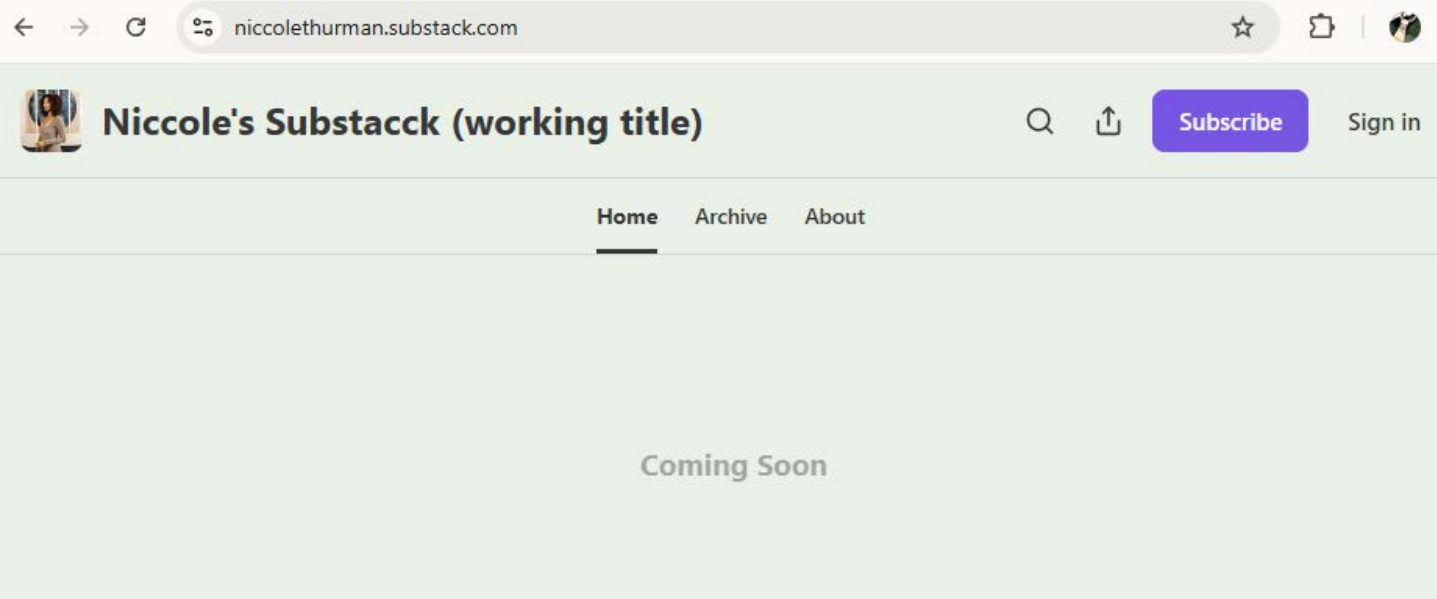 niccolethurman.substack.com
Niccole's Substacck (working title)
Subscribe
Sign in
Home Archive About
Coming Soon